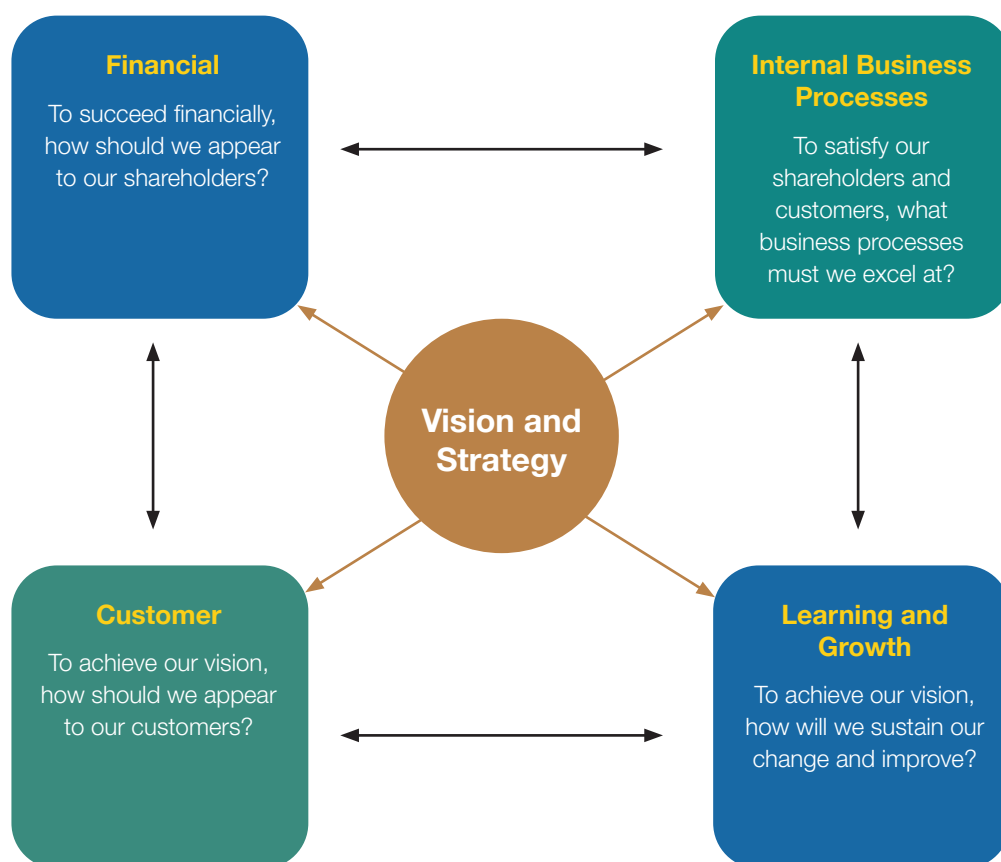 Financial
To succeed financially,
how should we appear
to our shareholders?
Internal Business
Processes
To satisfy our
shareholders and
customers, what
business processes
must we excel at?
Vision and
Strategy
Customer
To achieve our vision,
how should we appear
to our customers?
Learning and
Growth
To achieve our vision,
how will we sustain our
change and improve?